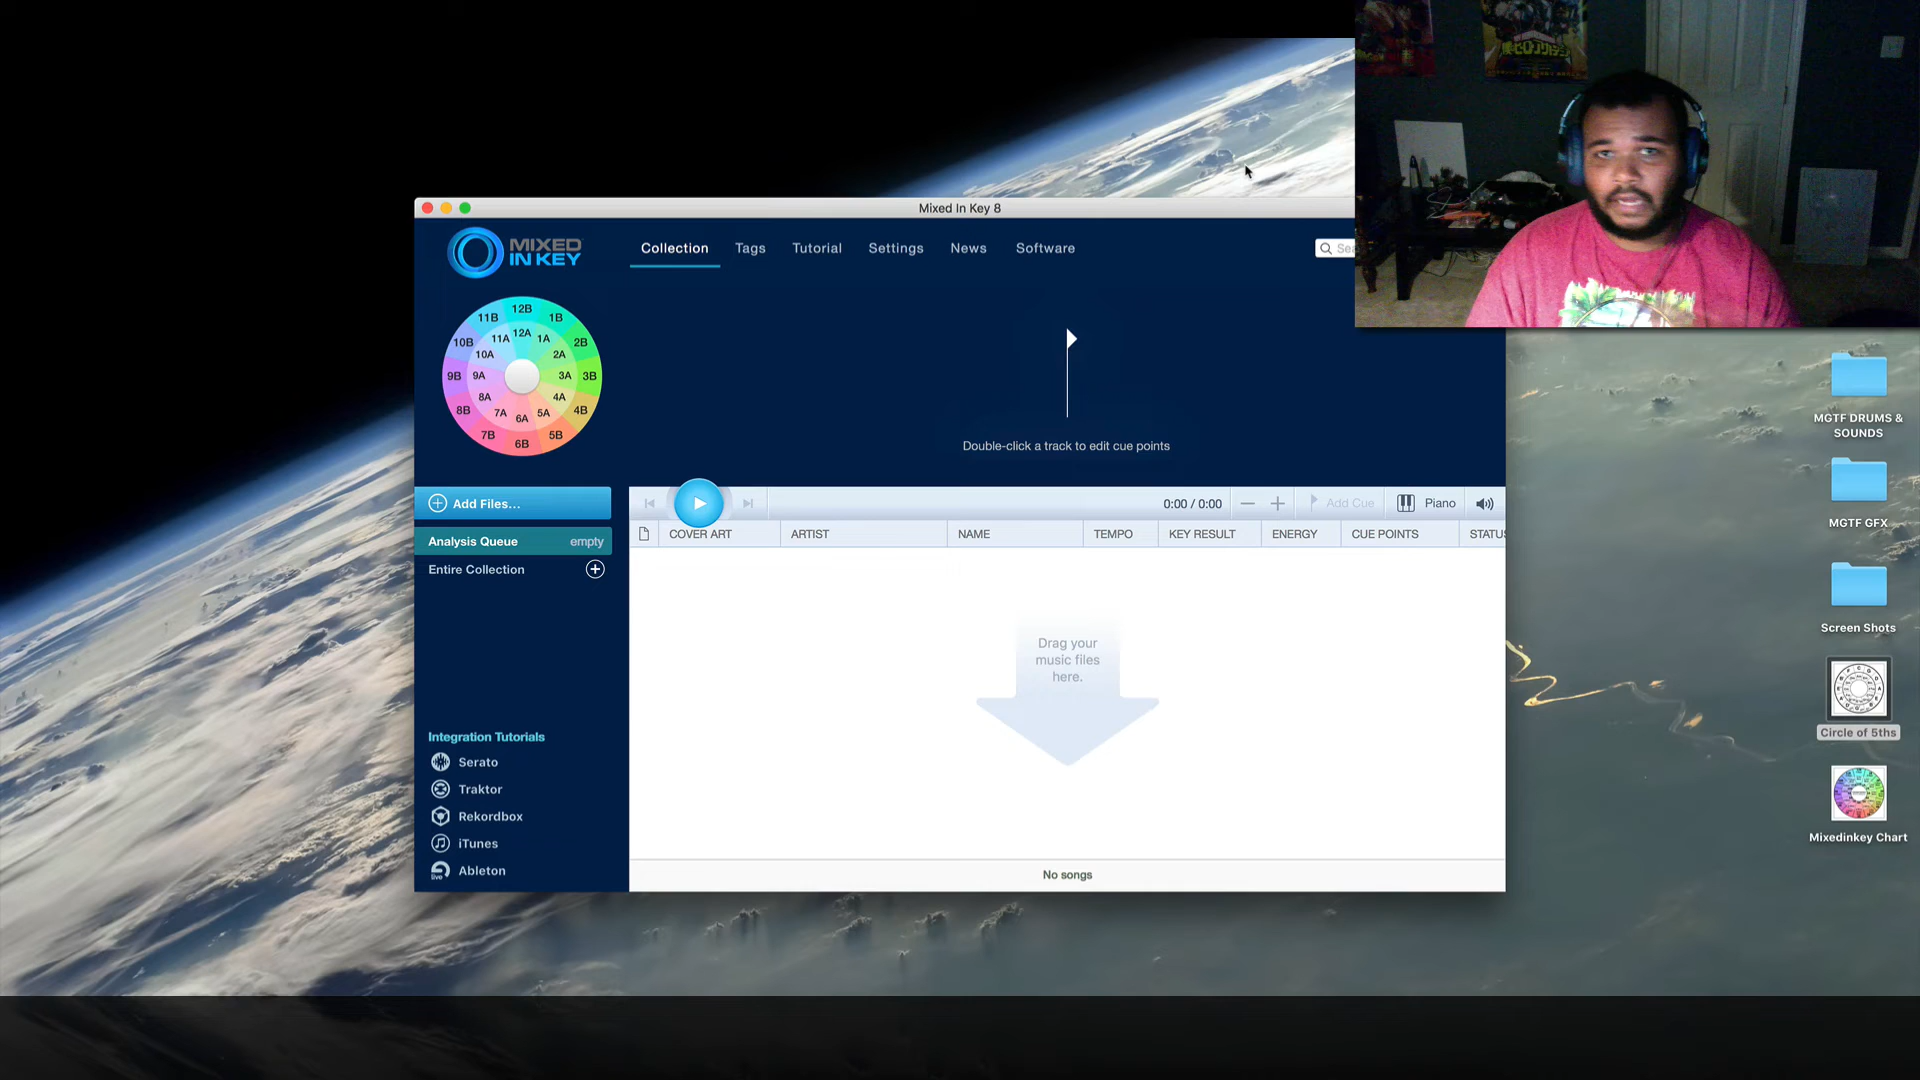 Mixed In Key 8
MIXED
IN KEY
Collection
Tags
Tutorial
Settings
News
Software
12B
11B
1B
12A
11A
1A
10B
2B
10A
2A
9B
9A
3A
3B
8A
4A
8B
4B
7A
5A
6A
7B
5B
6B
Double-click a track to edit cue points
Add Files...
0:00 / 0:00
Add Cue
Piano
COVER ART
ARTIST
NAME
TEMPO
KEY RESULT
ENERGY
CUE POINTS
Analysis Queue
empty
Entire Collection
Drag your
music files
here.
Integration Tutorials
Serato
Traktor
Rekordbox
iTunes
Ableton
No songs
MGTF DRUMS &
SOUNDS
MGTF GFX
Screen Shots
Circle of 5ths
Mixedinkey Chart